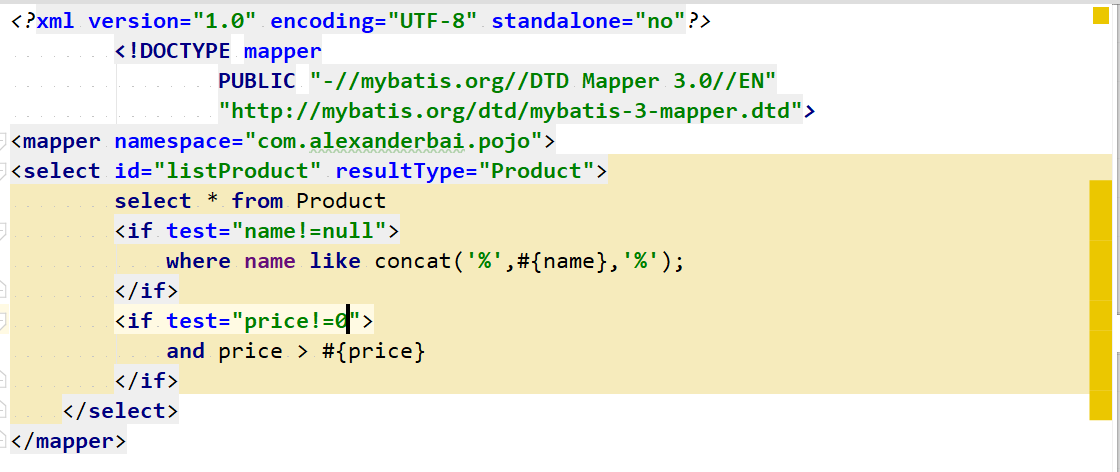 <?xml version="1.0" encoding="UTF-8" standalone="no"?>
<!DOCTYPE mapper
PUBLIC "-//mybatis.org//DTD Mapper 3.0//EN"
"http://mybatis.org/dtd/mybatis-3-mapper.dtd">
<mapper namespace="com.alexanderbai.pojo">
<select id="listProduct" resultType="Product">
select * from Product
<if test="name!=null">
where name like concat('%',#{name},'%');
</if>
<if test="price!=0">
and price > #{price}
</if>
</select>
</mapper>